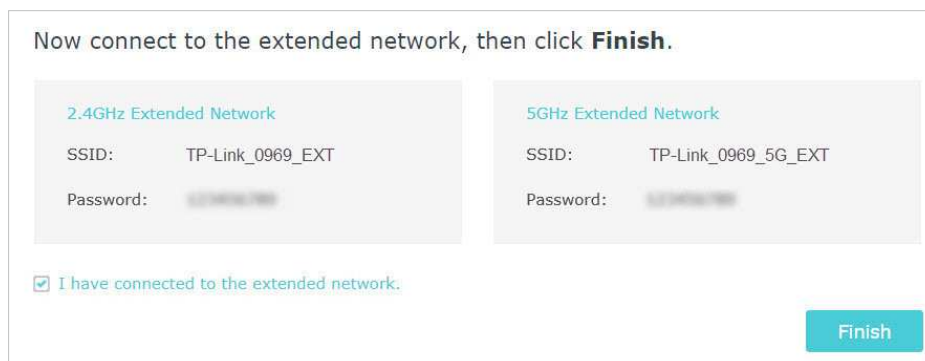 Now connect to the extended network, then click Finish.
2.4GHz Extended Network
SSID: TP-Link_0969_EXT
Password:
5GHz Extended Network
SSID: TP-Link_0969_5G_EXT
Password:
I have connected to the extended network.
Finish